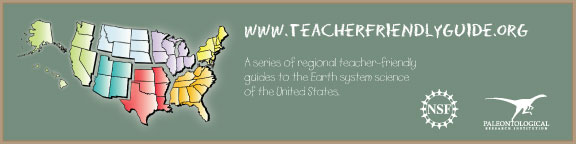 WWW.TEACHERFRIENDLYGUIDE.ORG
A series of regional teacher-friendly
guides to the Earth system science
of the United States.
NSF
PALEONTOLOGICAL
RESEARCH INSTITUTION